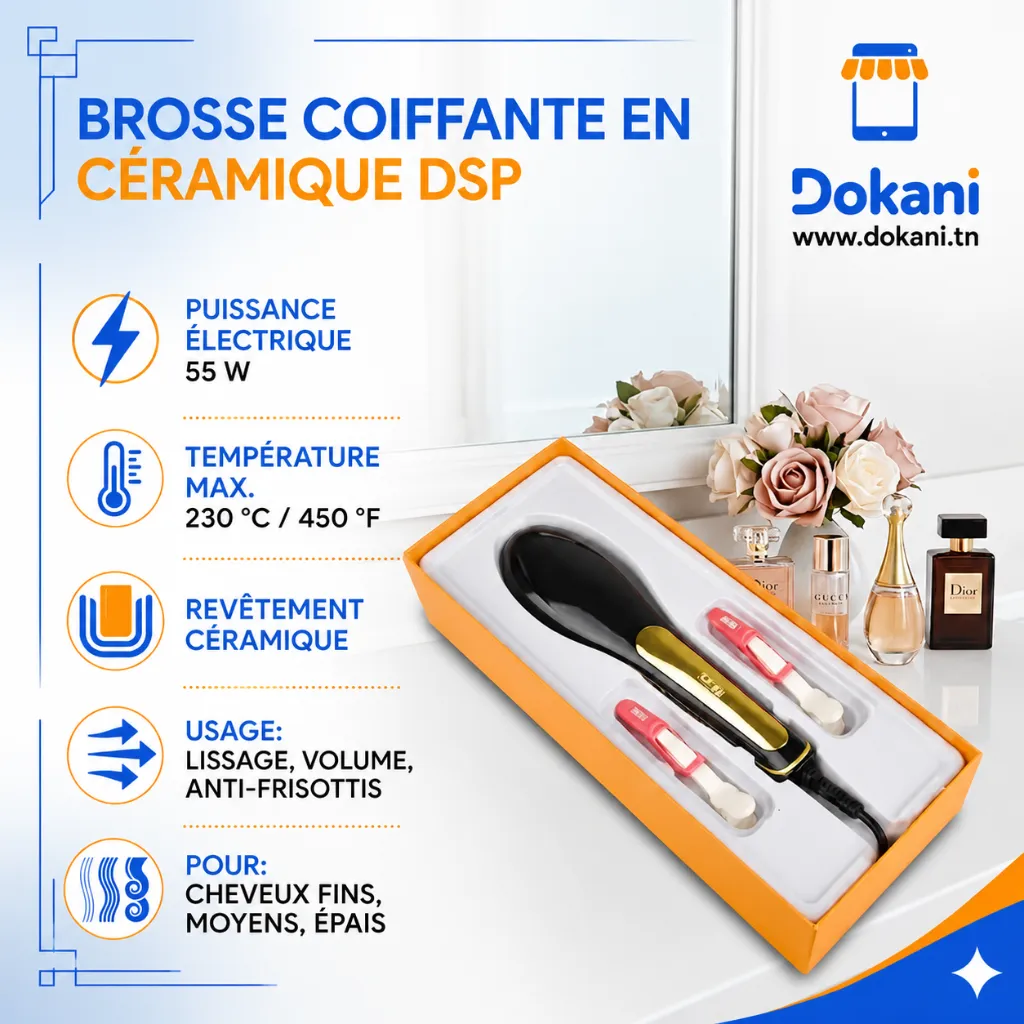 BROSSE COIFFANTE EN
CÉRAMIQUE DSP
Dokani
www.dokani.tn
PUISSANCE
ÉLECTRIQUE
55 W
TEMPÉRATURE
MAX.
230 °C / 450 °F
REVÊTEMENT
CÉRAMIQUE
USAGE:
LISSAGE, VOLUME,
ANTI-FRISOTTIS
POUR:
CHEVEUX FINS,
MOYENS, ÉPAIS
Dior
GUCCI
Dior